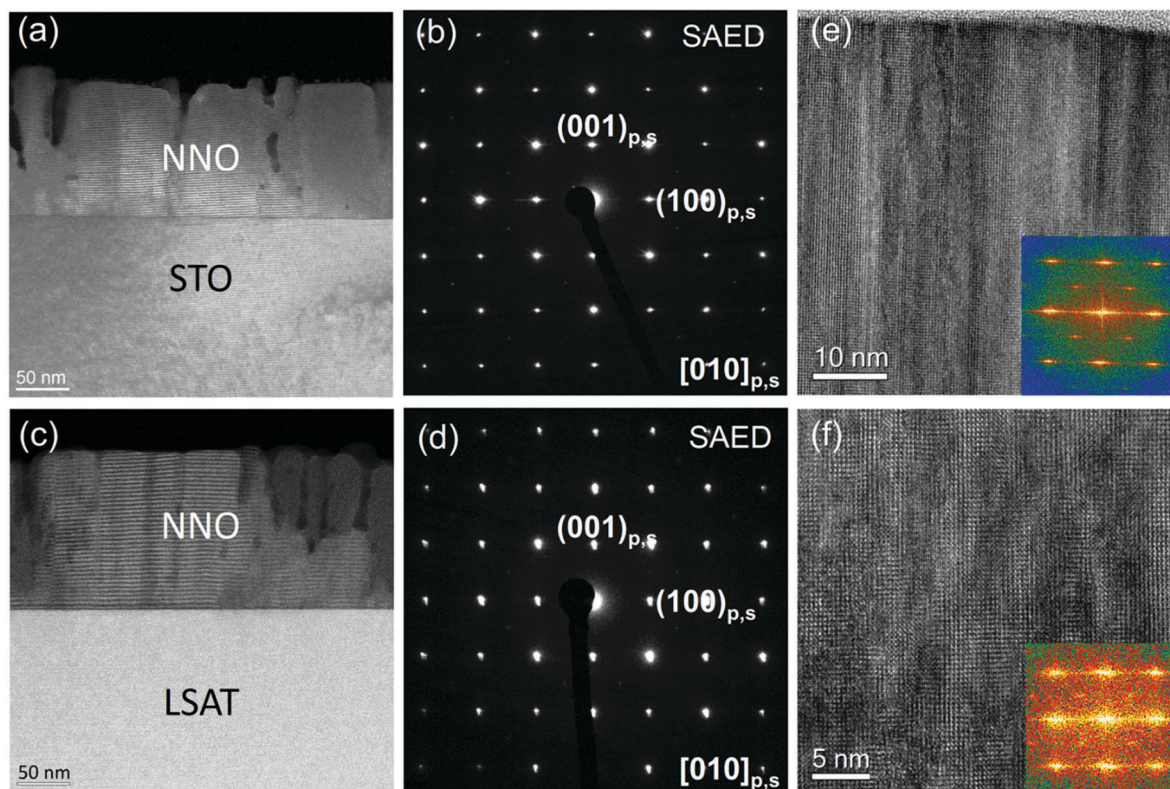 (a)
NNO
STO
50 nm
(b)
SAED
(001)p,s
(100)p,s
[010]p,s
(e)
10 nm
(c)
NNO
LSAT
50 nm
(d)
SAED
(001)p,s
(100)p,s
[010]p,s
(f)
5 nm